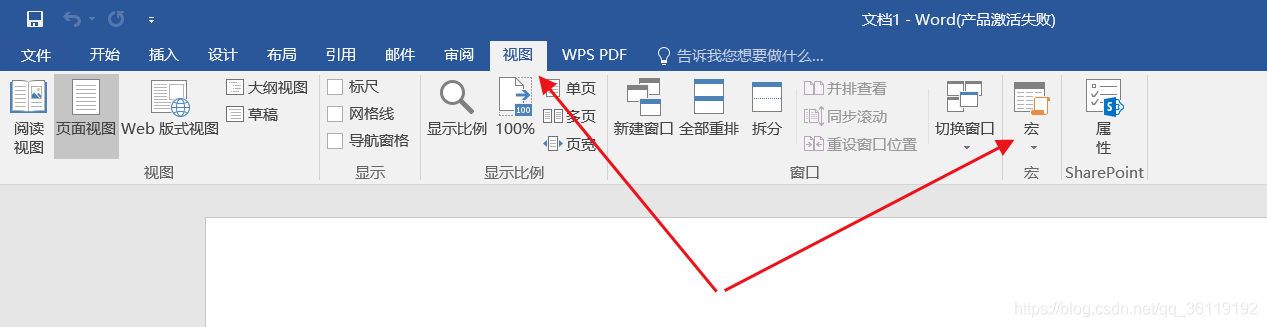 文档1 - Word(产品激活失败)
文件 开始 插入 设计 布局 引用 邮件 审阅 视图 WPS PDF 告诉我您想要做什么...
阅读
视图
页面视图
Web 版式视图
大纲视图
草稿
视图
标尺
网格线
导航窗格
显示
显示比例
100
100%
单页
多页
页宽
显示比例
新建窗口
全部重排
拆分
并排查看
同步滚动
重设窗口位置
切换窗口
窗口
宏
宏
S
属
性
SharePoint
https://blog.csdn.net/qq_36119192